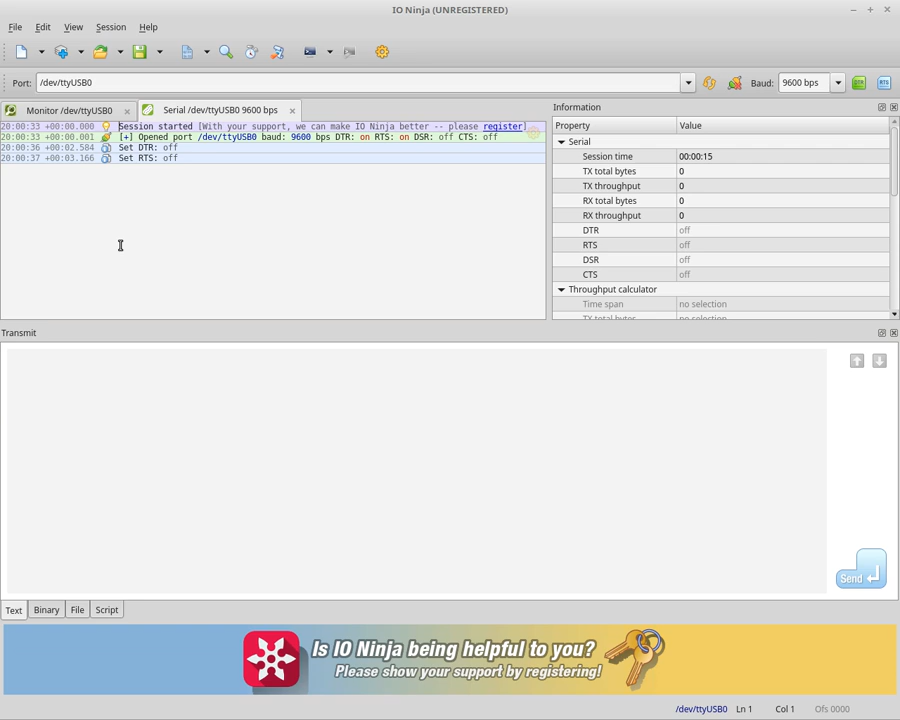 IO Ninja (UNREGISTERED)
File Edit View Session Help
Port: /dev/ttyUSB0 Baud: 9600 bps DTR RTS
Monitor /dev/ttyUSB0 Serial /dev/ttyUSB0 9600 bps
20:00:33 +00:00.000 Session started [With your support, we can make IO Ninja better -- please register]
20:00:33 +00:00.001 [+] Opened port /dev/ttyUSB0 baud: 9600 bps DTR: on RTS: on DSR: off CTS: off
20:00:36 +00:02.584 Set DTR: off
20:00:37 +00:03.166 Set RTS: off
Information
Property Value
Serial
Session time 00:00:15
TX total bytes 0
TX throughput 0
RX total bytes 0
RX throughput 0
DTR off
RTS off
DSR off
CTS off
Throughput calculator
Time span no selection
TX total bytes no selection
Transmit
Send
Text Binary File Script
Is IO Ninja being helpful to you?
Please show your support by registering!
/dev/ttyUSB0 Ln 1 Col 1 Ofs 0000